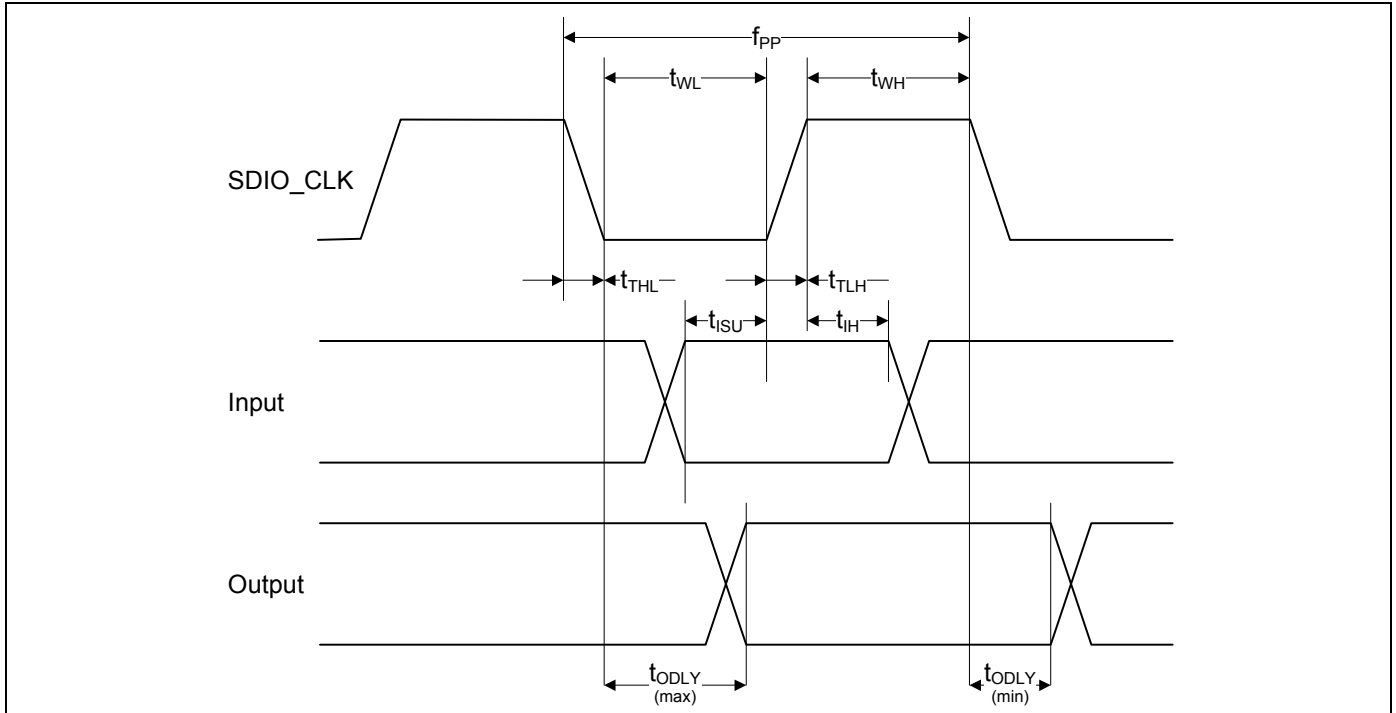 fPP
tWL
tWH
SDIO_CLK
tTHL
tTLH
tISU
tIH
Input
Output
tODLY
(max)
tODLY
(min)